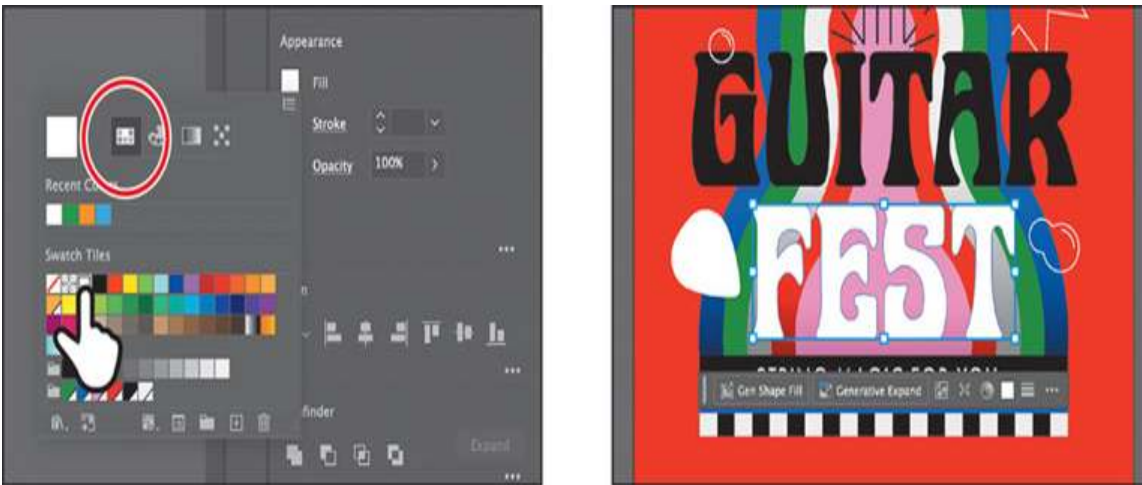 Appearance
Fill
Stroke
Opacity 100%
Recent Colors
Swatch Tiles
finder
Expand
GUITAR
FEST
Gen Shape Fill Generative Expand